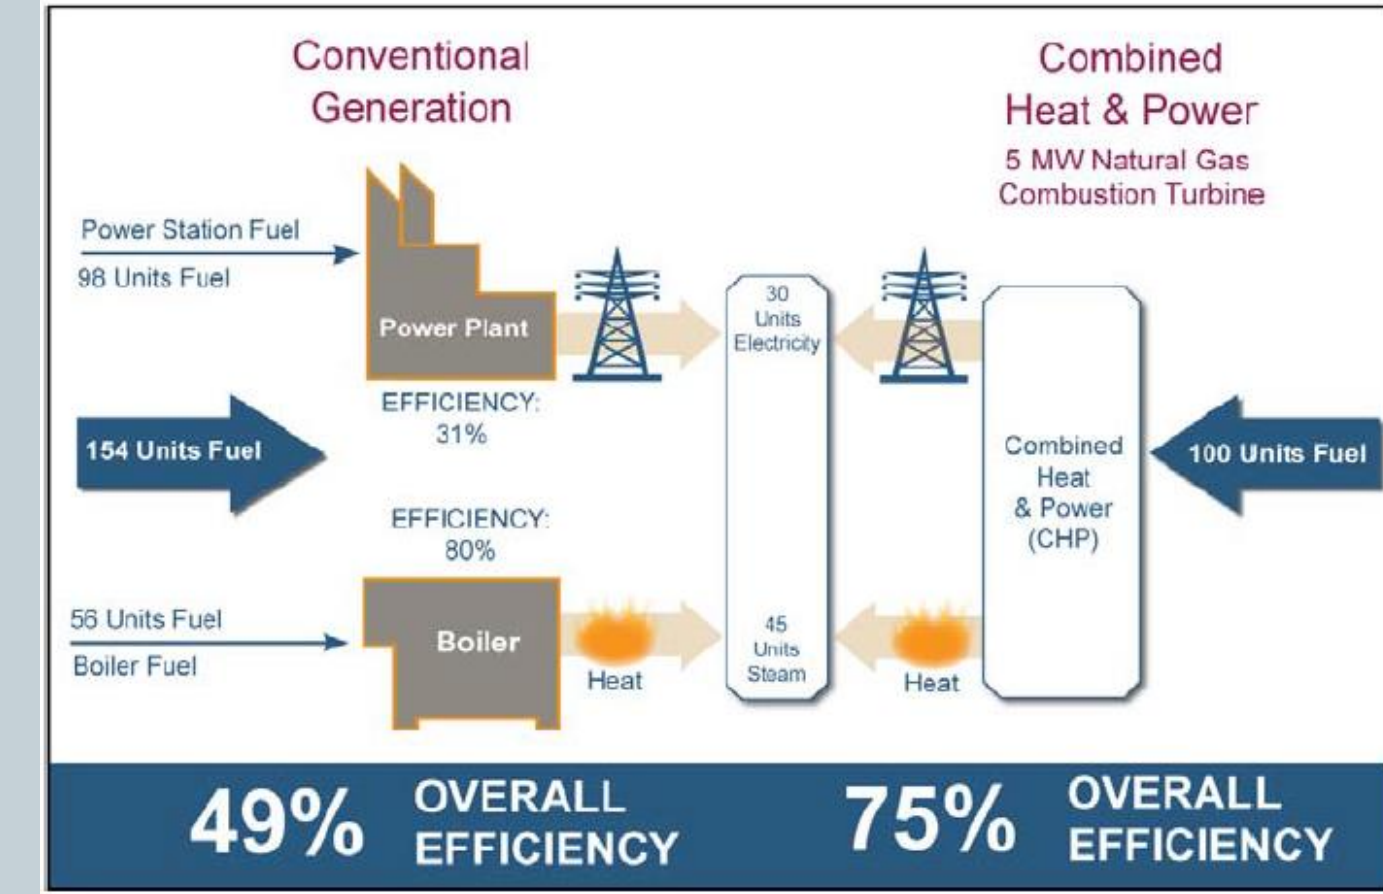 Conventional
Generation
Combined
Heat & Power
5 MW Natural Gas
Combustion Turbine
Power Station Fuel
98 Units Fuel
Power Plant
EFFICIENCY:
31%
30
Units
Electricity
154 Units Fuel
Combined
Heat
& Power
(CHP)
100 Units Fuel
EFFICIENCY:
80%
56 Units Fuel
Boiler Fuel
Boiler
Heat
45
Units
Steam
Heat
49%
OVERALL
EFFICIENCY
75%
OVERALL
EFFICIENCY